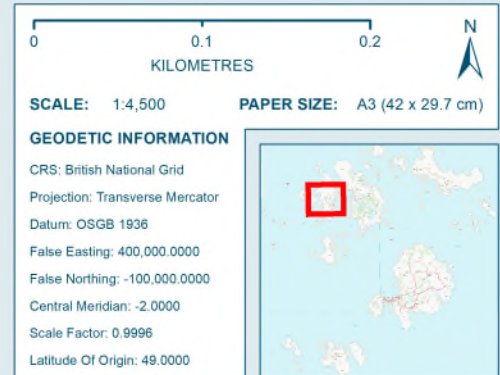 N
0 0.1 0.2
KILOMETRES
SCALE: 1:4,500 PAPER SIZE: A3 (42 x 29.7 cm)
GEODETIC INFORMATION
CRS: British National Grid
Projection: Transverse Mercator
Datum: OSGB 1936
False Easting: 400,000.0000
False Northing: -100,000.0000
Central Meridian: -2.0000
Scale Factor: 0.9996
Latitude Of Origin: 49.0000